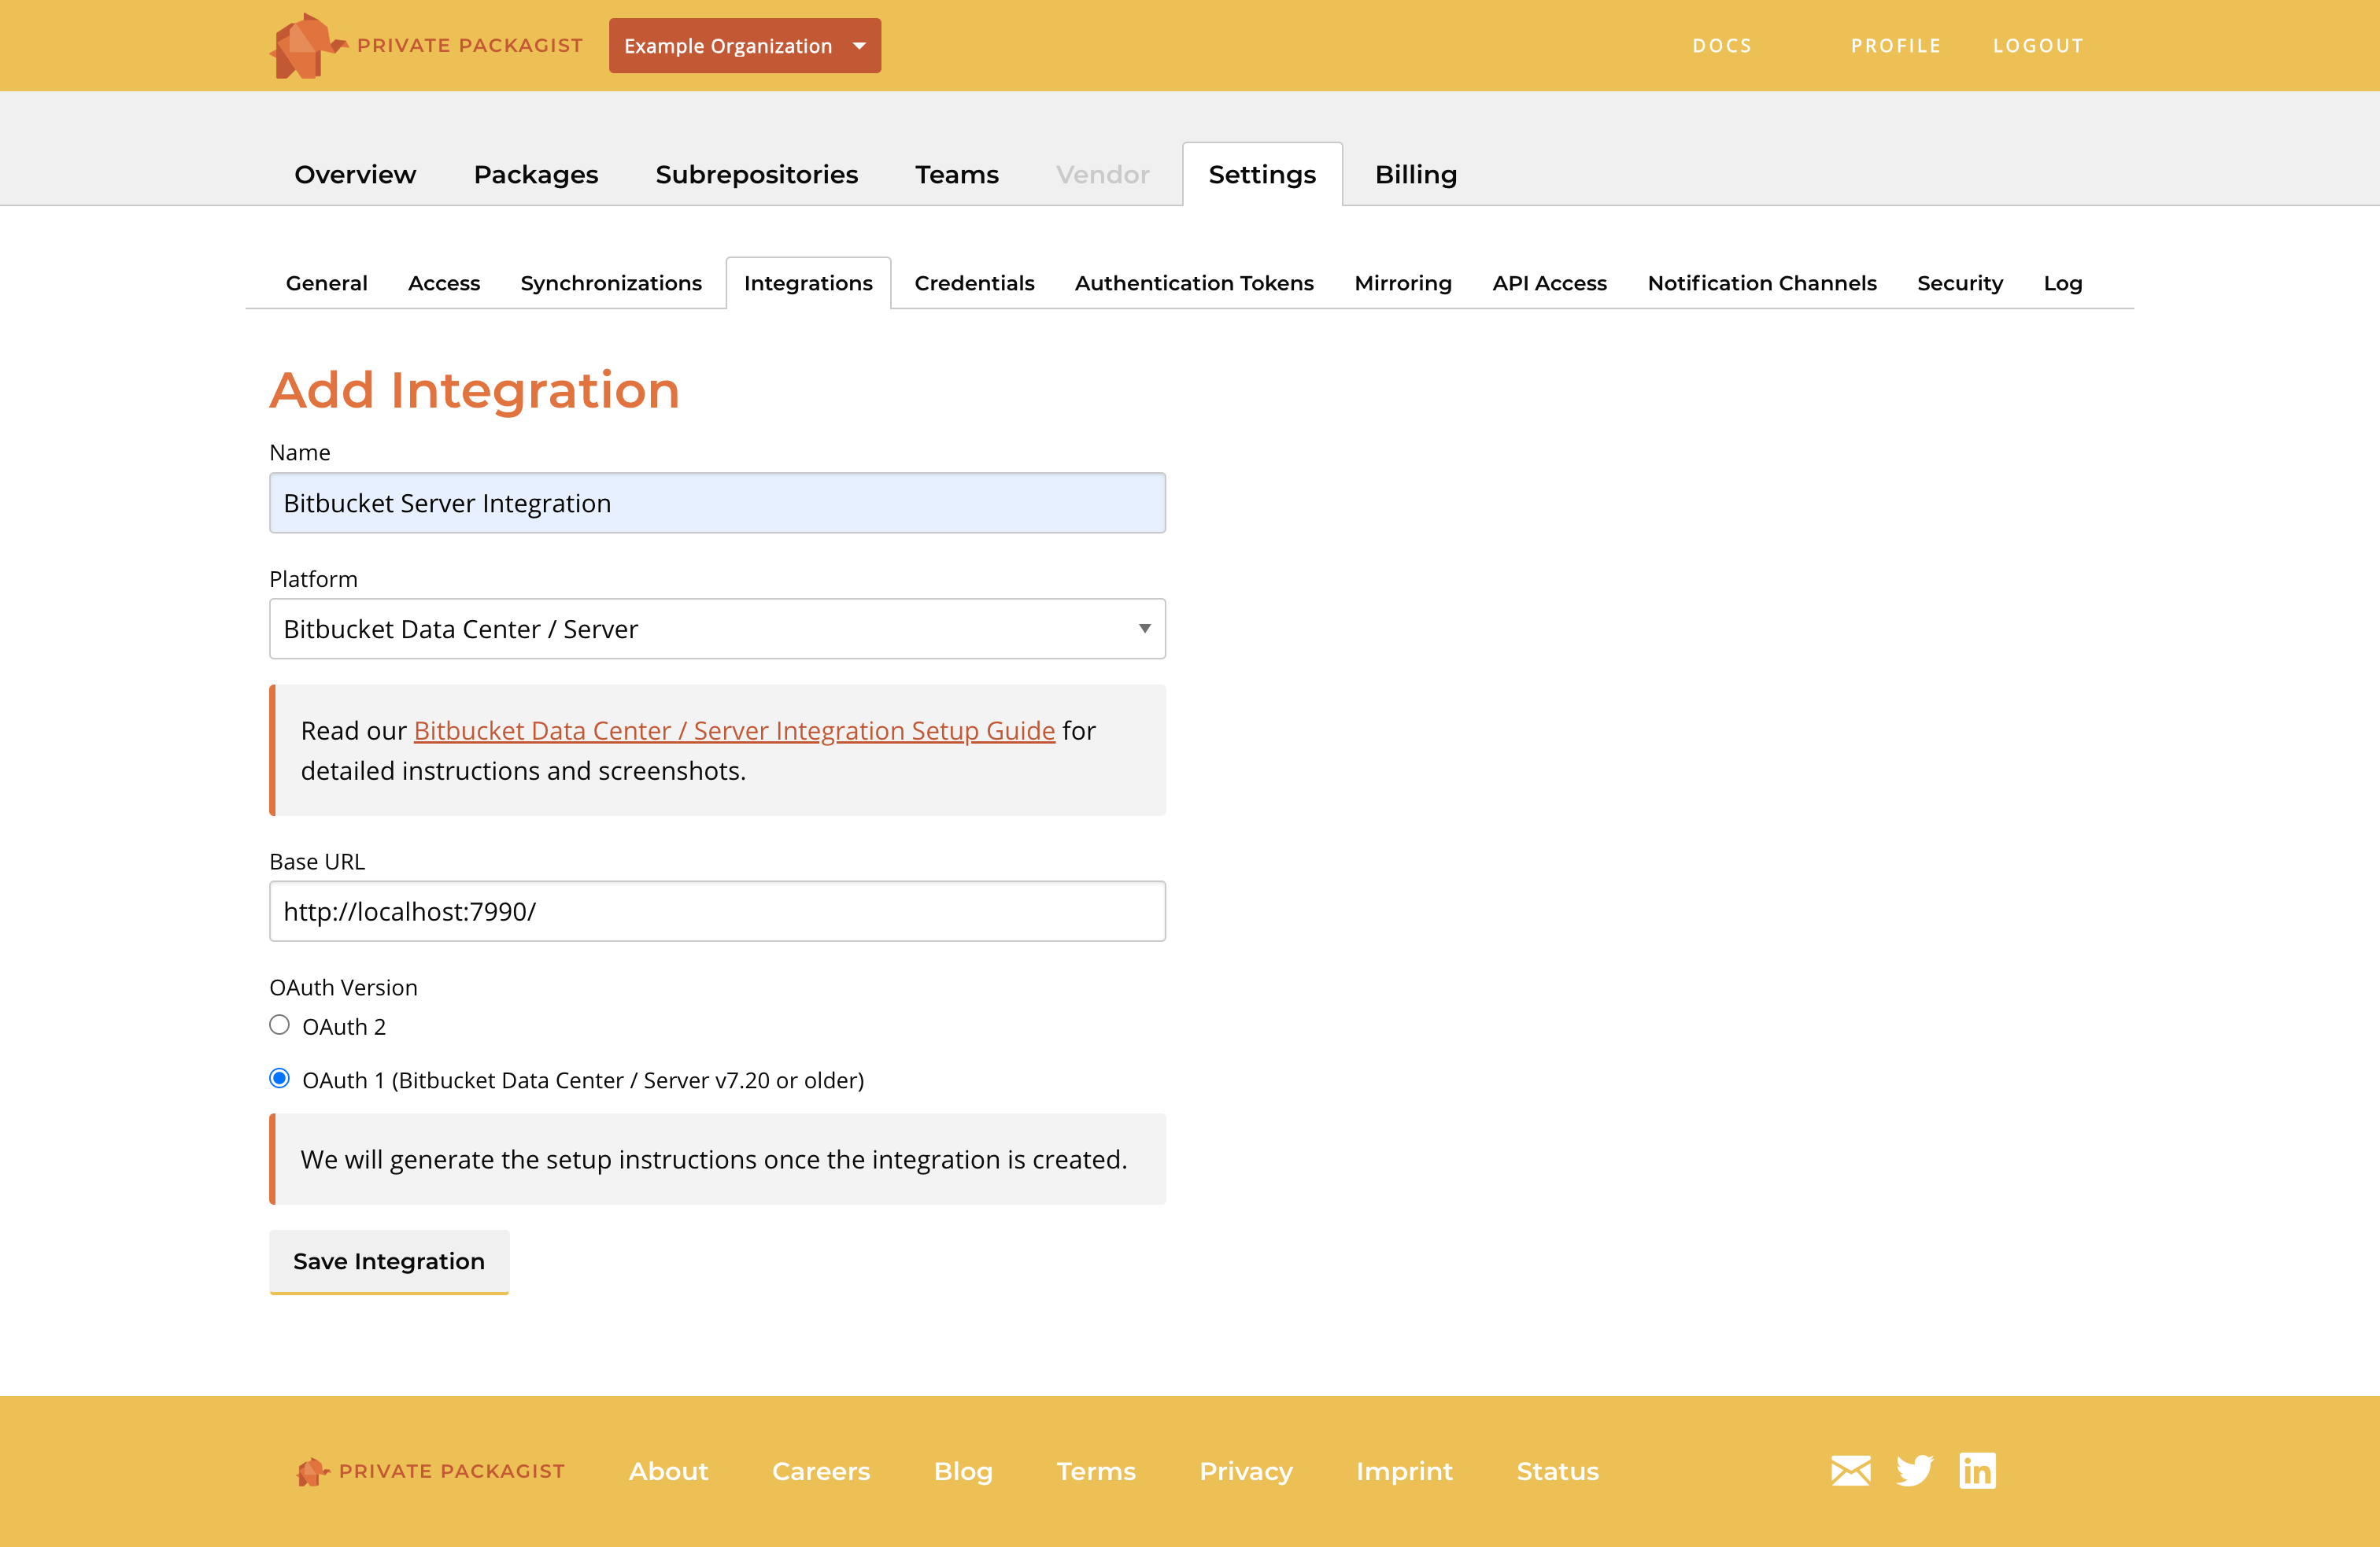 PRIVATE PACKAGIST
Example Organization
DOCS
PROFILE
LOGOUT
Overview
Packages
Subrepositories
Teams
Vendor
Settings
Billing
General
Access
Synchronizations
Integrations
Credentials
Authentication Tokens
Mirroring
API Access
Notification Channels
Security
Log
Add Integration
Name
Bitbucket Server Integration
Platform
Bitbucket Data Center / Server
Read our Bitbucket Data Center / Server Integration Setup Guide for
detailed instructions and screenshots.
Base URL
http://localhost:7990/
OAuth Version
OAuth 2
OAuth 1 (Bitbucket Data Center / Server v7.20 or older)
We will generate the setup instructions once the integration is created.
Save Integration
PRIVATE PACKAGIST
About
Careers
Blog
Terms
Privacy
Imprint
Status